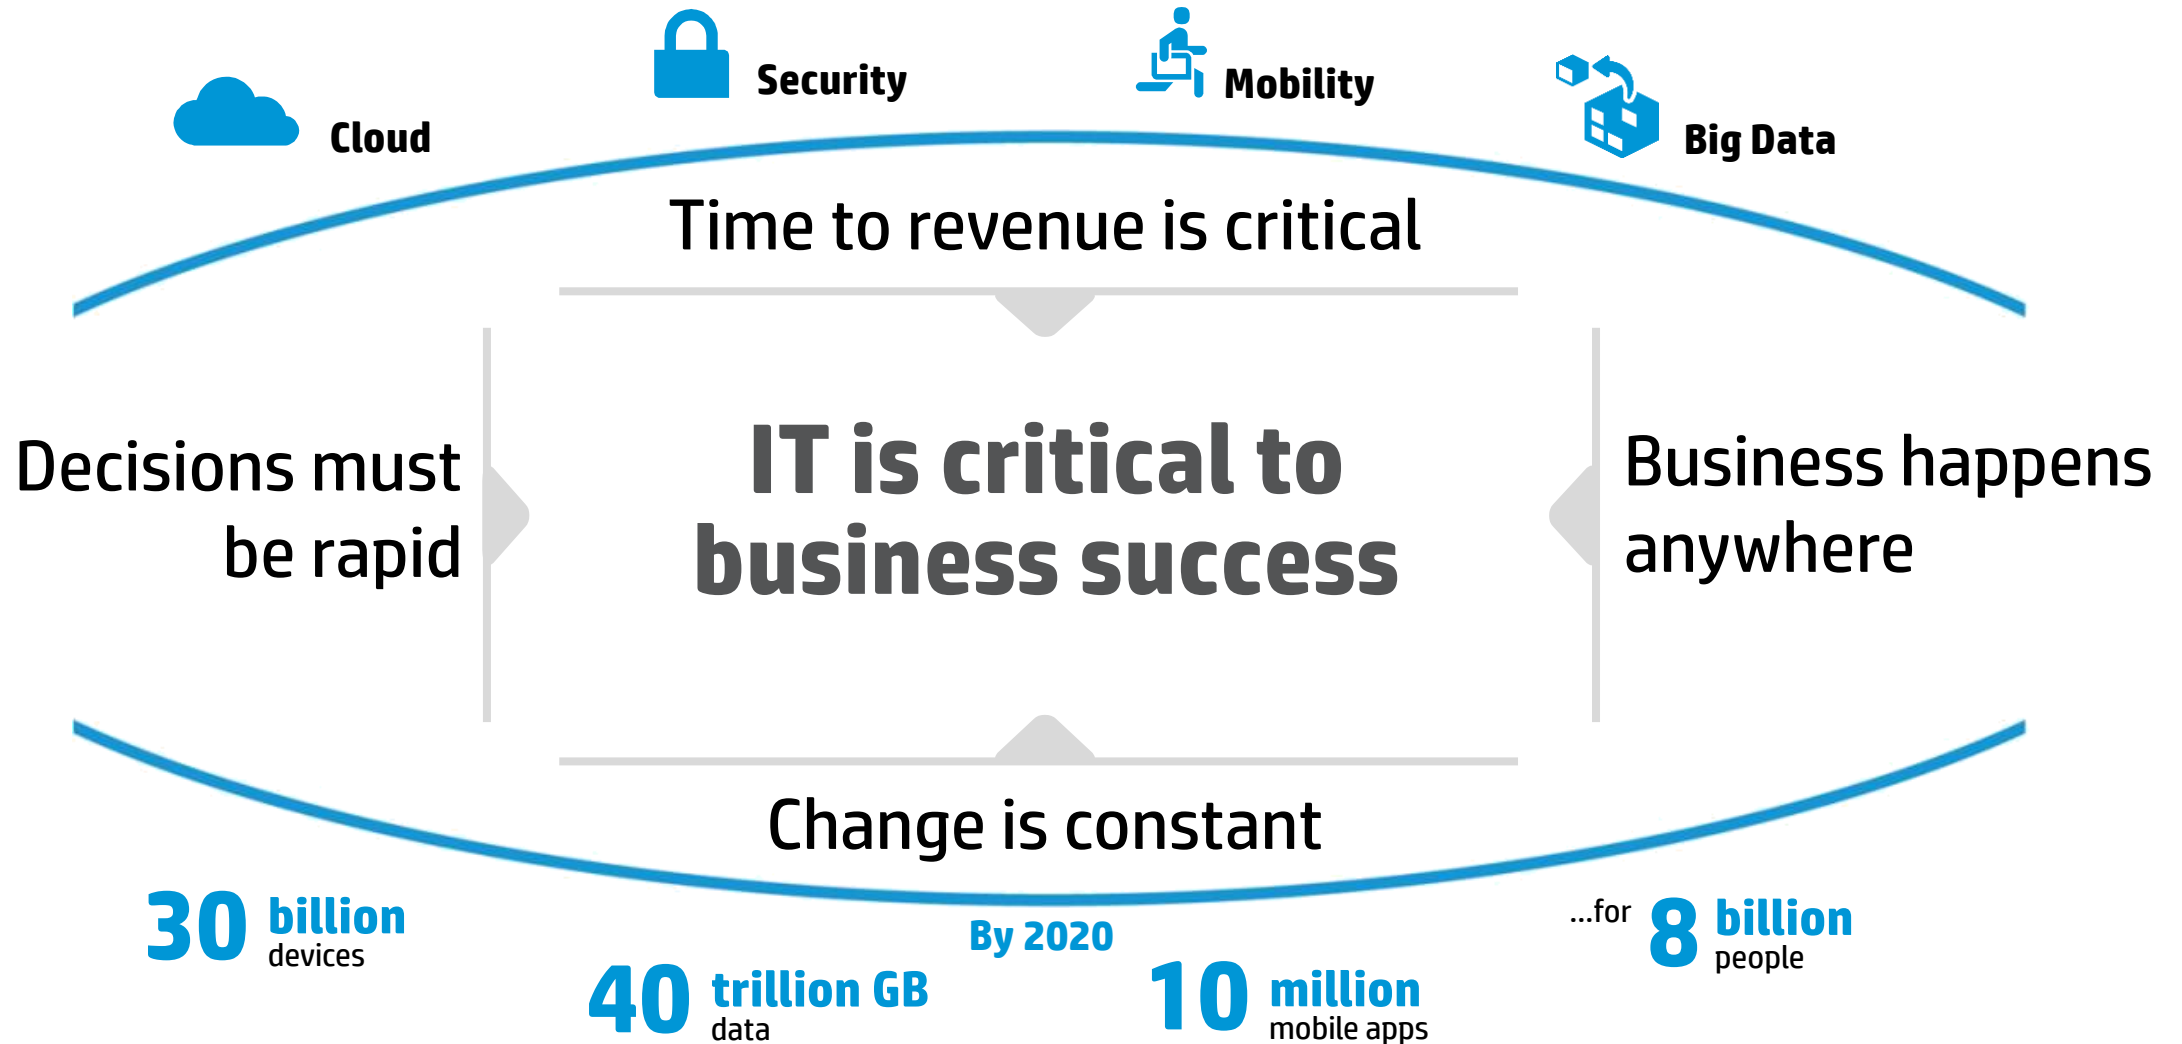 Cloud
Security
Mobility
Big Data
Time to revenue is critical
Decisions must
be rapid
IT is critical to
business success
Business happens
anywhere
Change is constant
By 2020
30 billion
devices
40 trillion GB
data
10 million
mobile apps
...for 8 billion
people